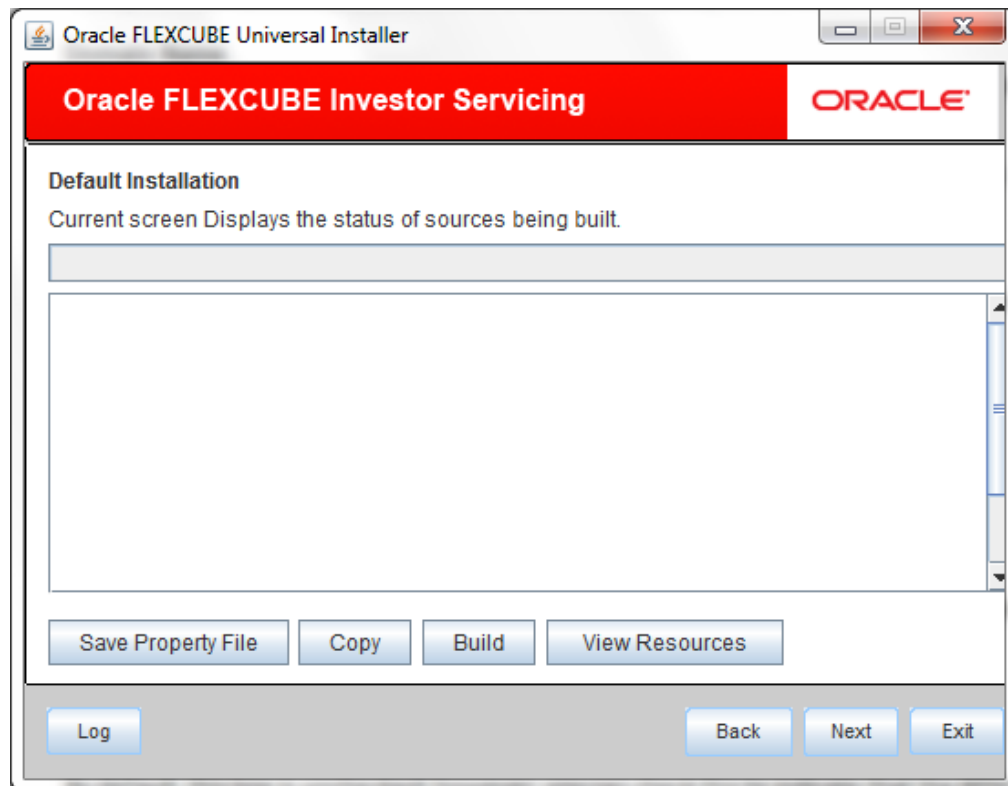 Oracle FLEXCUBE Universal Installer
Oracle FLEXCUBE Investor Servicing
ORACLE
Default Installation
Current screen Displays the status of sources being built.
Save Property File Copy Build View Resources
Log Back Next Exit